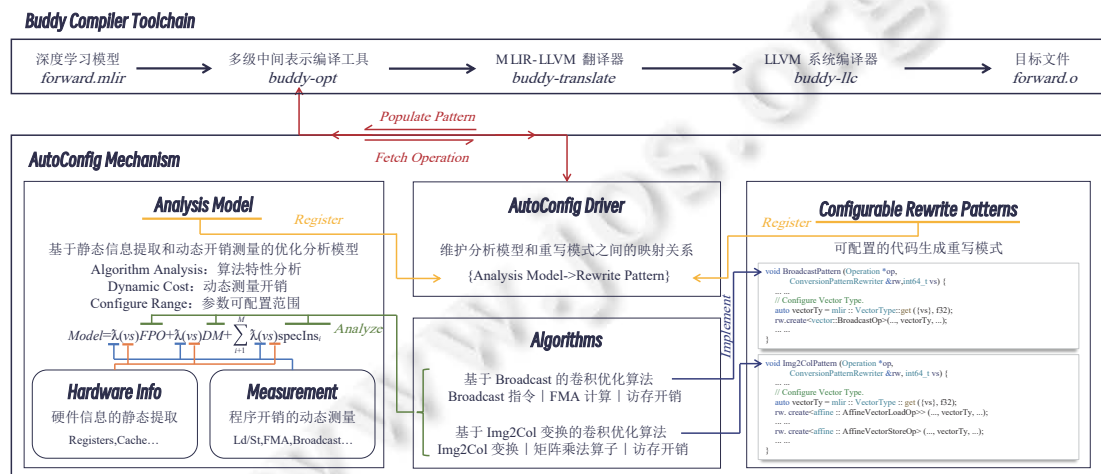 Buddy Compiler Toolchain
深度学习模型
forward.mlir
多级中间表示编译工具
buddy-opt
MLIR-LLVM 翻译器
buddy-translate
LLVM 系统编译器
buddy-llc
目标文件
forward.o
Populate Pattern
Fetch Operation
AutoConfig Mechanism
Analysis Model
基于静态信息提取和动态开销测量的优化分析模型
Algorithm Analysis: 算法特性分析
Dynamic Cost: 动态测量开销
Configure Range: 参数可配置范围
Model=λ(vs)FPO+λ(vs)DM+∑_{i+1}^{M} λ(vs)specIns_i
Hardware Info
硬件信息的静态提取
Registers,Cache…
Measurement
程序开销的动态测量
Ld/St,FMA,Broadcast…
Register
Analyze
AutoConfig Driver
维护分析模型和重写模式之间的映射关系
{Analysis Model->Rewrite Pattern}
Algorithms
基于 Broadcast 的卷积优化算法
Broadcast 指令 | FMA 计算 | 访存开销
基于 Img2Col 变换的卷积优化算法
Img2Col 变换 | 矩阵乘法算子 | 访存开销
Register
Implement
Configurable Rewrite Patterns
可配置的代码生成重写模式
void BroadcastPattern (Operation *op,
ConversionPatternRewriter &rw,int64_t vs) {
... ...
// Configure Vector Type.
auto vectorTy = mlir :: VectorType::get ({vs}, f32);
rw.create<vector::BroadcastOp>(..., vectorTy, ...);
... ...
void Img2ColPattern (Operation *op,
ConversionPatternRewriter &rw, int64_t vs) {
... ...
// Configure Vector Type.
auto vectorTy = mlir :: VectorType :: get ({vs}, f32);
rw. create<affine :: AffineVectorLoadOp>> (..., vectorTy, ...);
... ...
rw. create<affine :: AffineVectorStoreOp> (..., vectorTy, ...);
... ...
www.jos.org